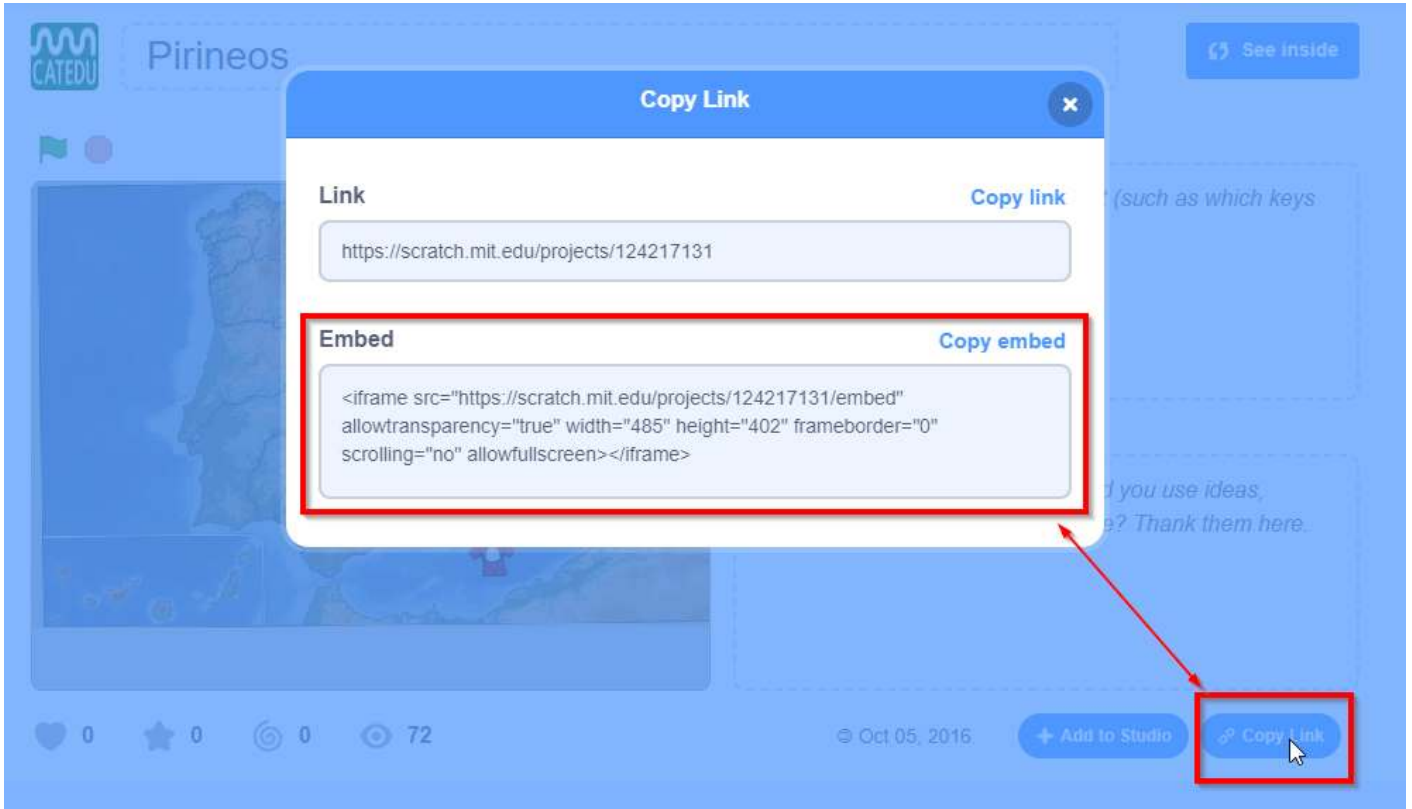 CATEDU
Pirineos
See inside
Copy Link
Link
Copy link
(such as which keys
https://scratch.mit.edu/projects/124217131
Embed
Copy embed
<iframe src="https://scratch.mit.edu/projects/124217131/embed"
allowtransparency="true" width="485" height="402" frameborder="0"
scrolling="no" allowfullscreen></iframe>
you use ideas,
e? Thank them here.
0
0
0
72
© Oct 05, 2016
Add to Studio
Copy Link